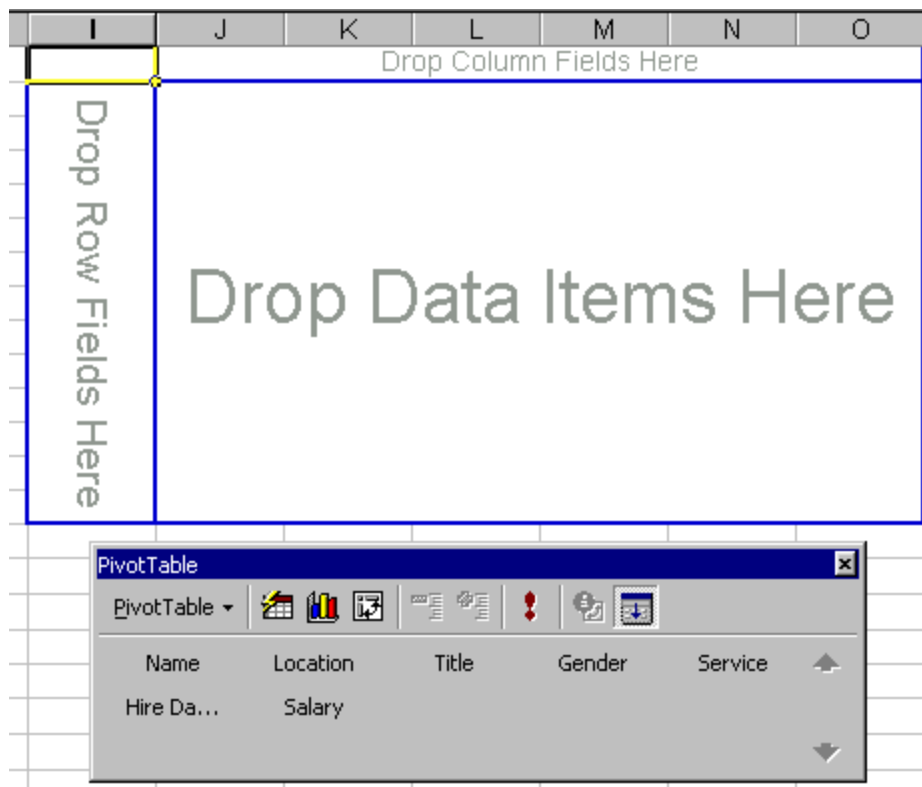 I J K L M N O
Drop Column Fields Here
Drop Row Fields Here
Drop Data Items Here
PivotTable
PivotTable
Name Location Title Gender Service
Hire Da... Salary